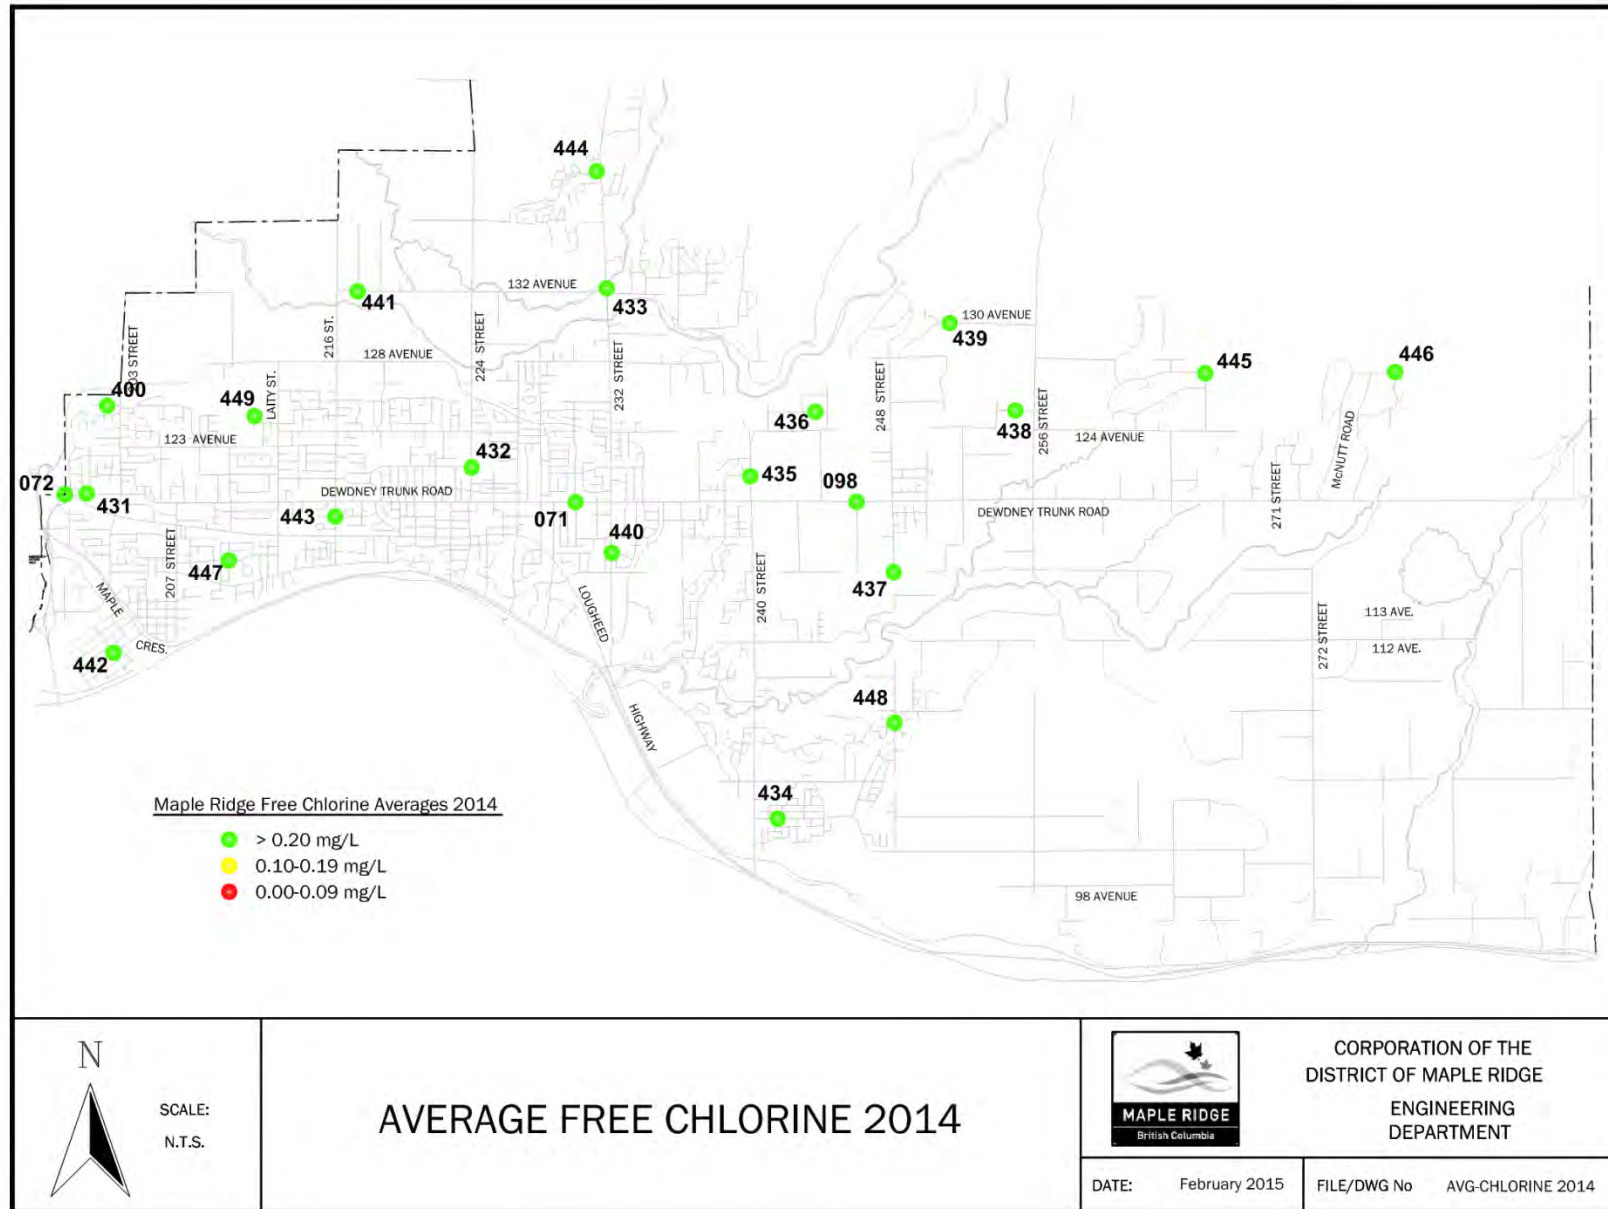 444
132 AVENUE
441
433
130 AVENUE
439
216 ST.
224 STREET
128 AVENUE
232 STREET
248 STREET
256 STREET
445
446
400
449
LAITY ST.
436
438
123 AVENUE
124 AVENUE
McNUTT ROAD
432
435
098
072
431
DEWDNEY TRUNK ROAD
071
443
440
DEWDNEY TRUNK ROAD
271 STREET
207 STREET
447
437
240 STREET
MAPLE
CRES.
LOUGHEED
HIGHWAY
113 AVE.
112 AVE.
272 STREET
442
448
434
98 AVENUE
Maple Ridge Free Chlorine Averages 2014
> 0.20 mg/L
0.10-0.19 mg/L
0.00-0.09 mg/L
N
SCALE:
N.T.S.
AVERAGE FREE CHLORINE 2014
MAPLE RIDGE
British Columbia
CORPORATION OF THE
DISTRICT OF MAPLE RIDGE
ENGINEERING
DEPARTMENT
DATE: February 2015
FILE/DWG No AVG-CHLORINE 2014